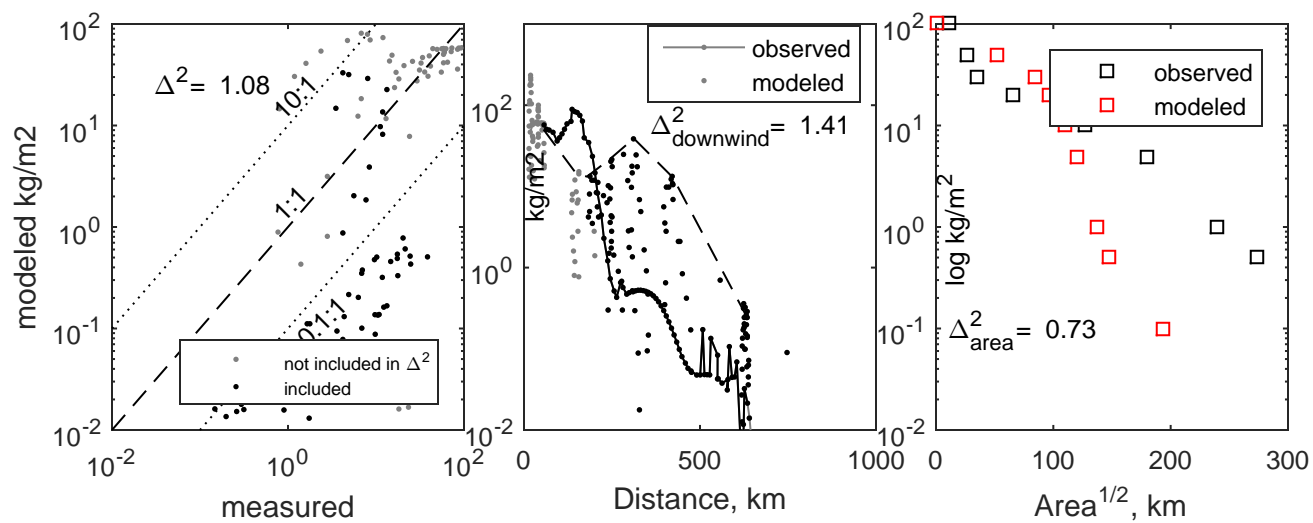 modeled kg/m2
10^2
10^1
10^0
10^-1
10^-2
10^-2
10^0
10^2
measured
Δ^2= 1.08
10:1
1:1
0.1:1
not included in Δ^2
included
kg/m2
10^2
10^0
10^-2
0
500
1000
Distance, km
observed
modeled
Δ^2_downwind= 1.41
log kg/m^2
10^2
10^1
10^0
10^-1
10^-2
0
100
200
300
Area^1/2, km
observed
modeled
Δ^2_area= 0.73